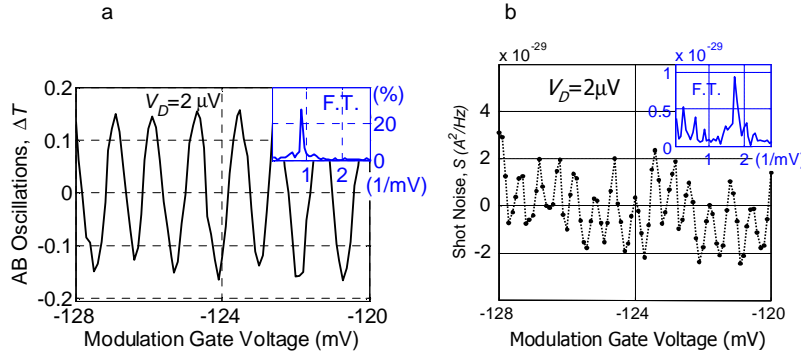 a
V_D=2 μV
F.T.
(%)
20
0
1
2
(1/mV)
0.2
0.1
0
-0.1
-0.2
AB Oscillations, ΔT
-128
-124
-120
Modulation Gate Voltage (mV)
b
x 10^-29
V_D=2μV
x 10^-29
F.T.
1
0.5
0
1
2
(1/mV)
4
2
0
-2
Shot Noise, S (A²/Hz)
-128
-124
-120
Modulation Gate Voltage (mV)